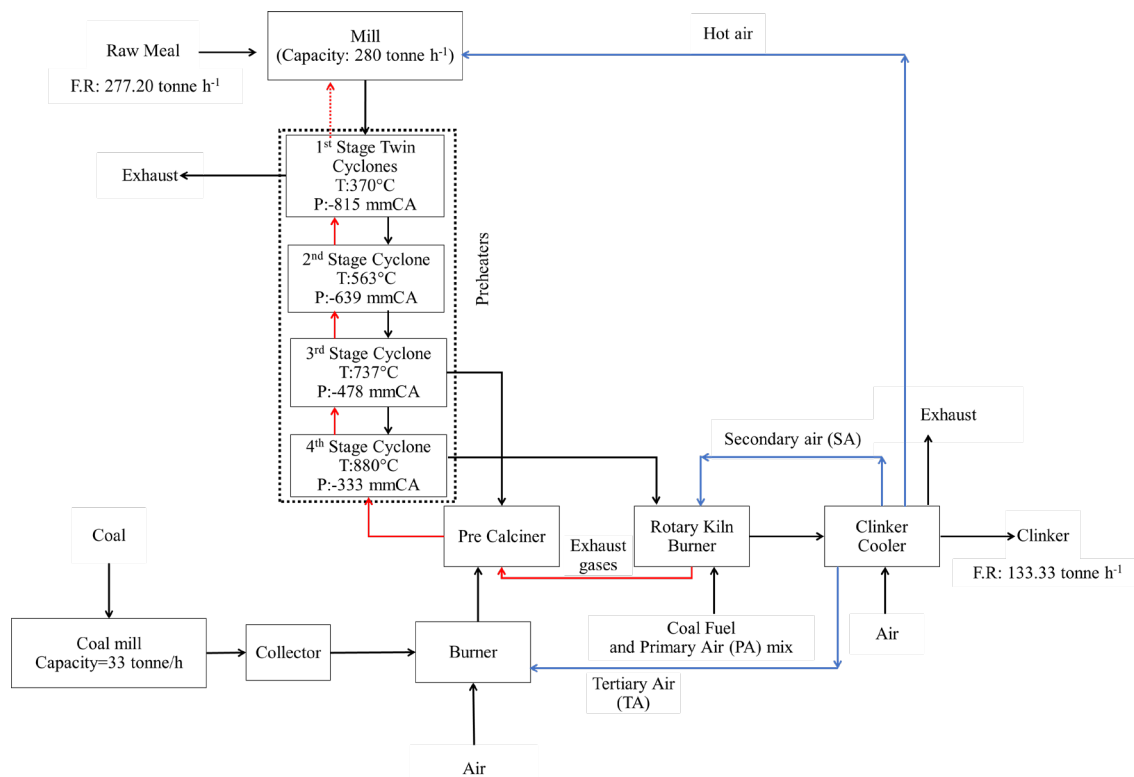 Raw Meal
F.R: 277.20 tonne h⁻¹
Mill
(Capacity: 280 tonne h⁻¹)
Hot air
1ˢᵗ Stage Twin
Cyclones
T:370°C
P:-815 mmCA
Exhaust
2ⁿᵈ Stage Cyclone
T:563°C
P:-639 mmCA
Preheaters
3ʳᵈ Stage Cyclone
T:737°C
P:-478 mmCA
4ᵗʰ Stage Cyclone
T:880°C
P:-333 mmCA
Secondary air (SA)
Exhaust
Coal
Pre Calciner
Exhaust
gases
Rotary Kiln
Burner
Clinker
Cooler
Clinker
F.R: 133.33 tonne h⁻¹
Coal mill
Capacity=33 tonne/h
Collector
Burner
Coal Fuel
and Primary Air (PA) mix
Air
Tertiary Air
(TA)
Air